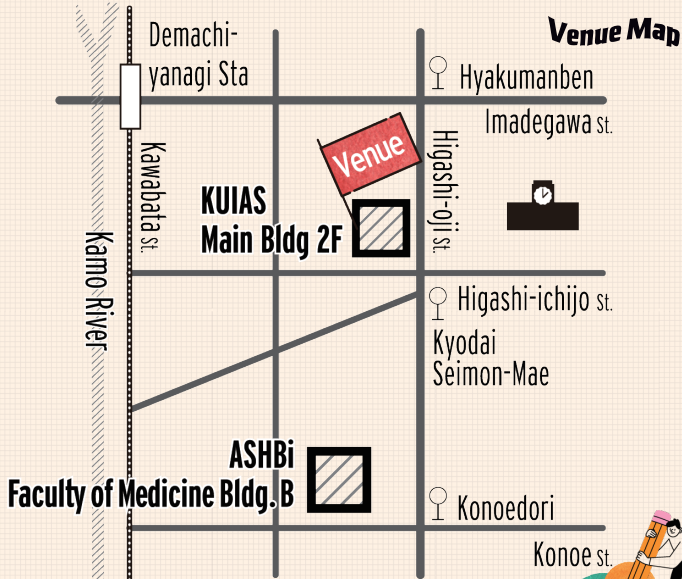 Venue Map
Demachi-
yanagi Sta
Hyakumanben
Imadegawa St.
Venue
Higashi-oji St.
Kawabata St.
KUIAS
Main Bldg 2F
Kamo River
Higashi-ichijo St.
Kyodai
Seimon-Mae
ASHBi
Faculty of Medicine Bldg. B
Konoedori
Konoe St.